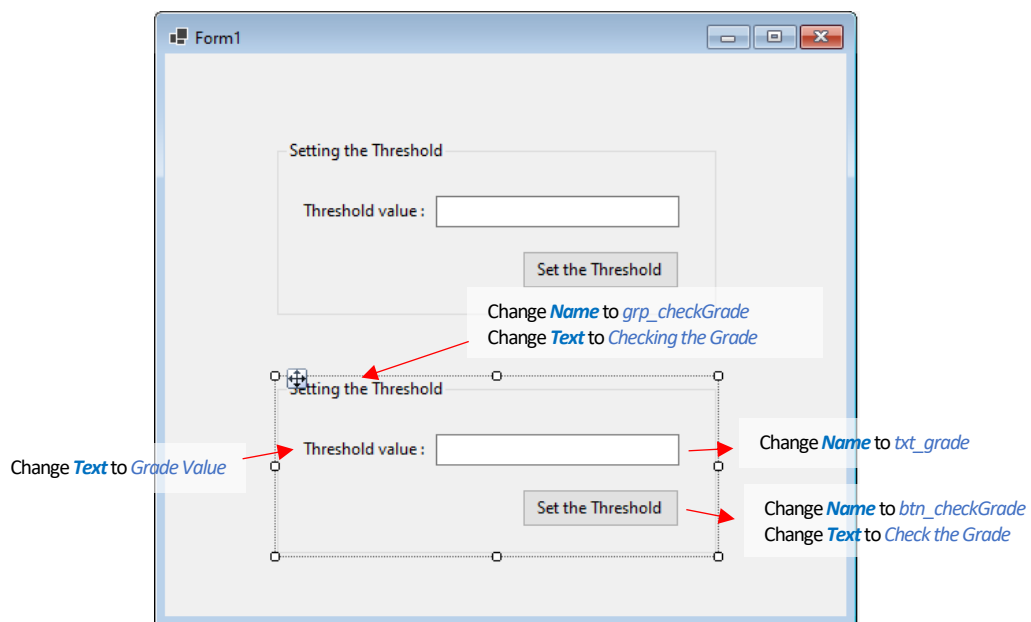 Form1
Setting the Threshold
Threshold value :
Set the Threshold
Change Name to grp_checkGrade
Change Text to Checking the Grade
Setting the Threshold
Threshold value :
Change Name to txt_grade
Change Text to Grade Value
Set the Threshold
Change Name to btn_checkGrade
Change Text to Check the Grade